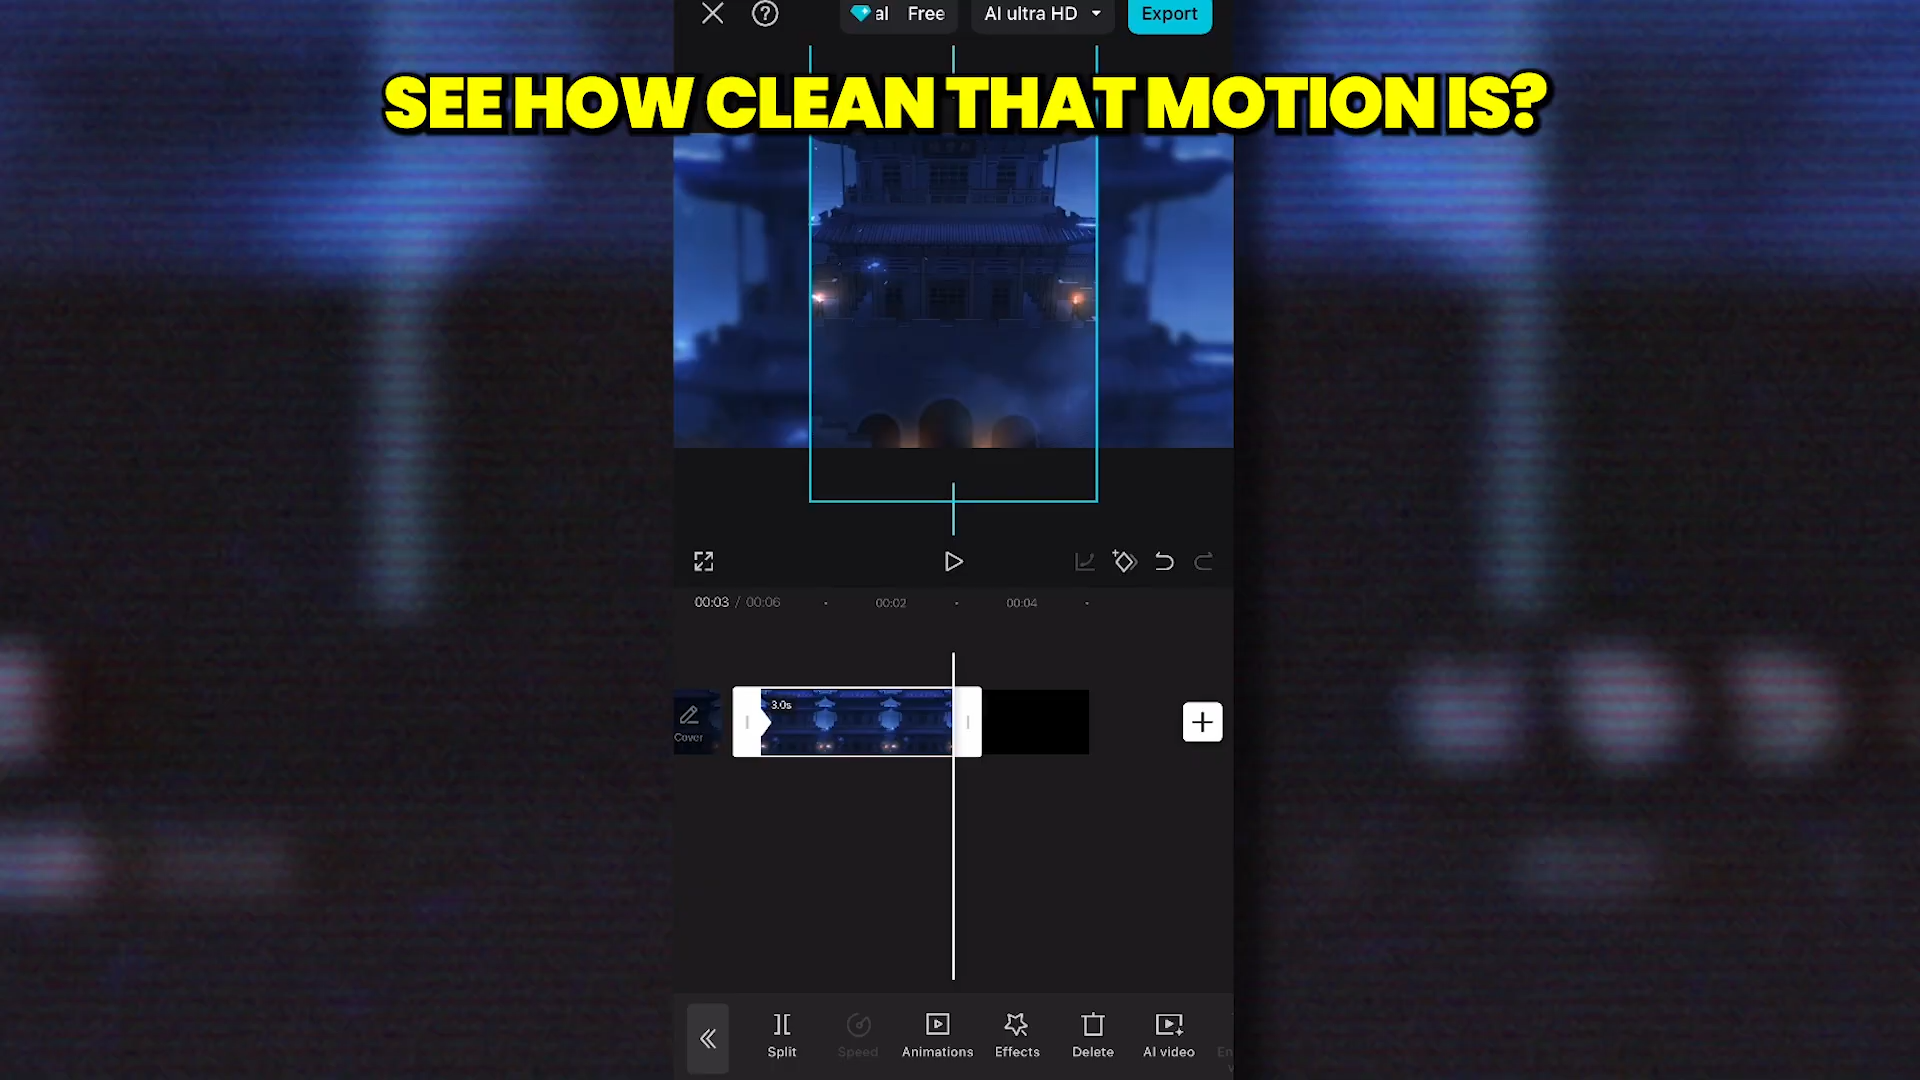 al Free AI ultra HD Export
SEE HOW CLEAN THAT MOTION IS?
00:03 / 00:06 00:02 00:04
3.0s
Cover
Split Speed Animations Effects Delete AI video En